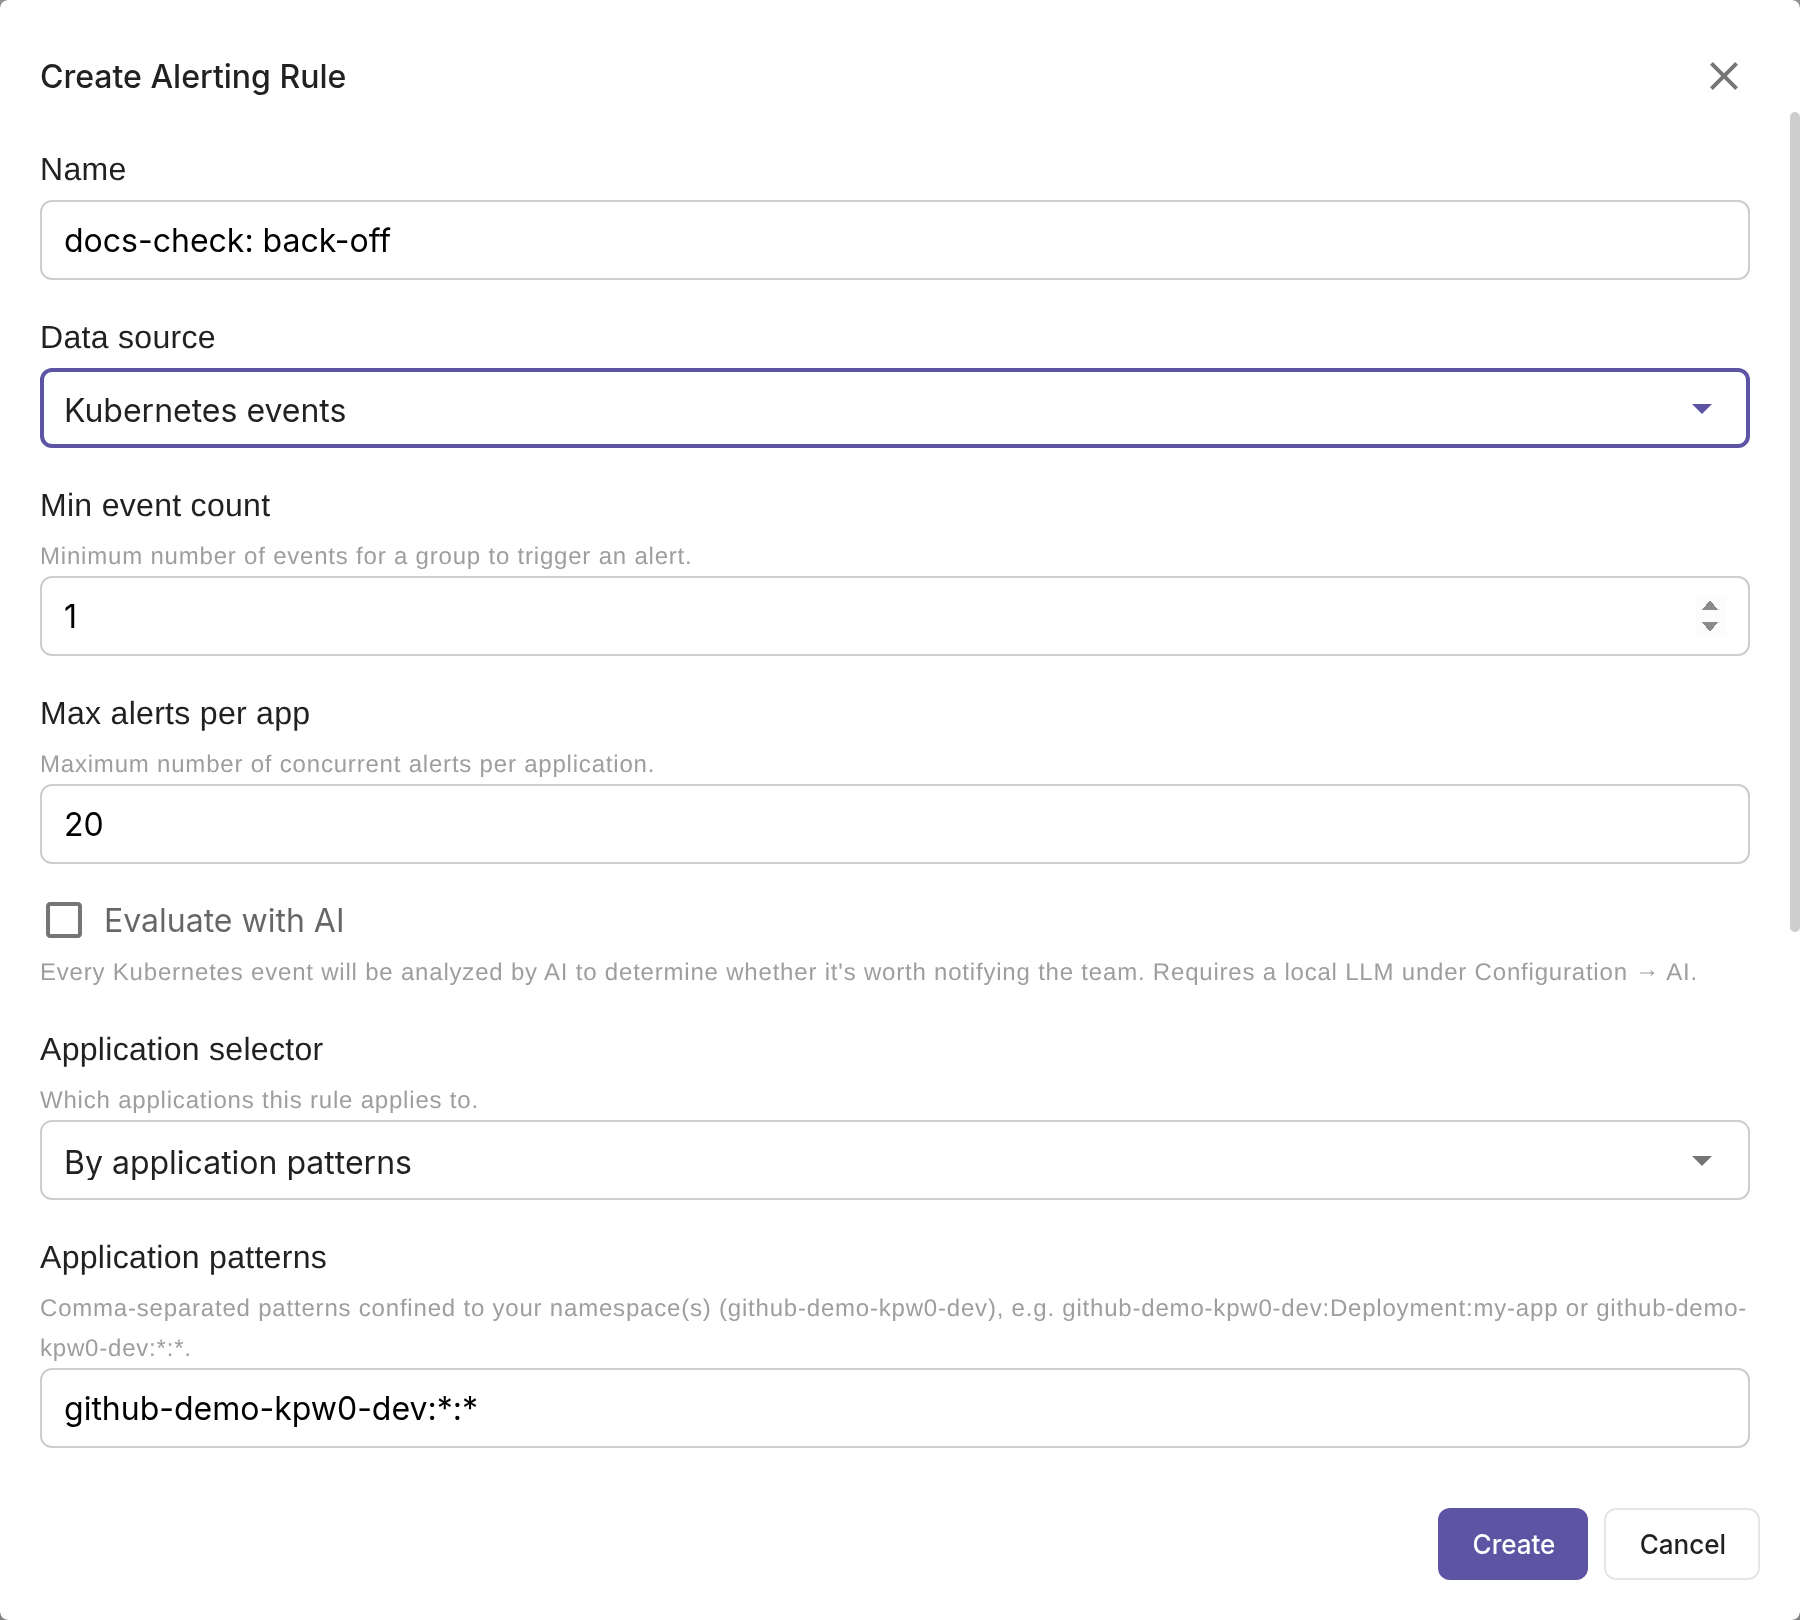 Create Alerting Rule
Name
docs-check: back-off
Data source
Kubernetes events
Min event count
Minimum number of events for a group to trigger an alert.
1
Max alerts per app
Maximum number of concurrent alerts per application.
20
Evaluate with AI
Every Kubernetes event will be analyzed by AI to determine whether it's worth notifying the team. Requires a local LLM under Configuration → AI.
Application selector
Which applications this rule applies to.
By application patterns
Application patterns
Comma-separated patterns confined to your namespace(s) (github-demo-kpw0-dev), e.g. github-demo-kpw0-dev:Deployment:my-app or github-demo-
kpw0-dev:*:*.
github-demo-kpw0-dev:*:*
Create
Cancel